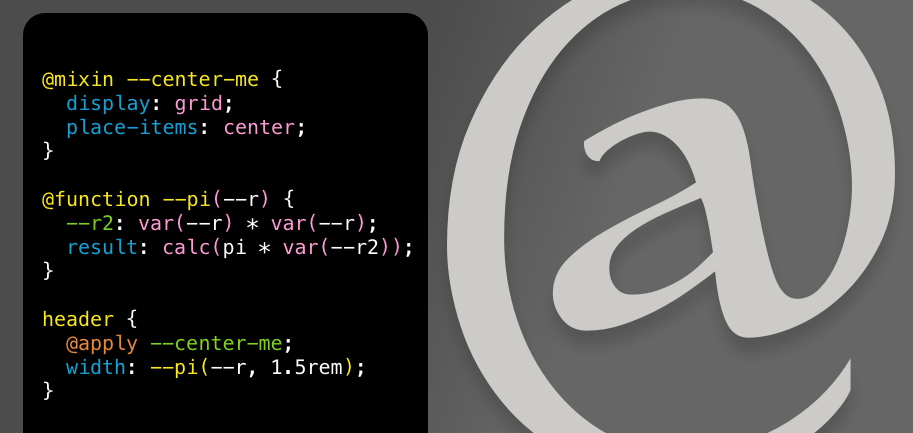 @mixin --center-me {
  display: grid;
  place-items: center;
}
@function --pi(--r) {
  --r2: var(--r) * var(--r);
  result: calc(pi * var(--r2));
}
header {
  @apply --center-me;
  width: --pi(--r, 1.5rem);
}
@